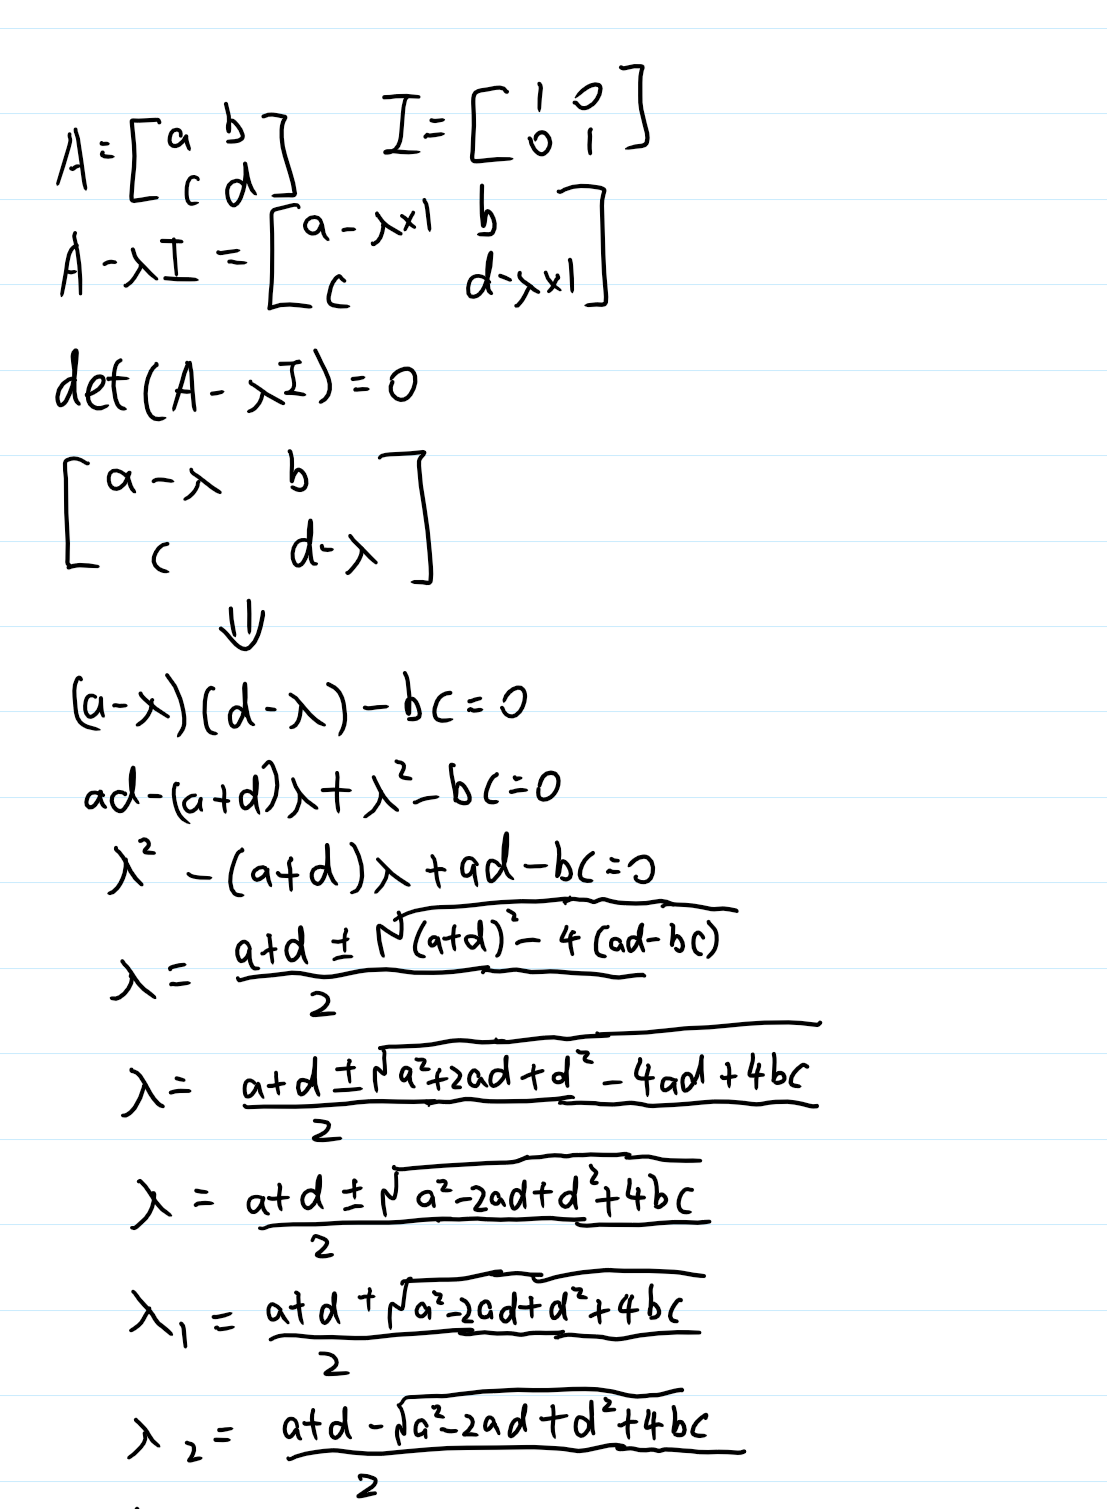 A = [a b; c d]   I = [1 0; 0 1]
A - λI = [a - λ×1  b; c  d - λ×1]
det(A - λI) = 0
[a - λ  b; c  d - λ]
⇓
(a - λ)(d - λ) - bc = 0
ad - (a+d)λ + λ² - bc = 0
λ² - (a+d)λ + ad - bc = 0
λ = (a+d ± √((a+d)² - 4(ad - bc))) / 2
λ = (a+d ± √(a² + 2ad + d² - 4ad + 4bc)) / 2
λ = (a+d ± √(a² - 2ad + d² + 4bc)) / 2
λ₁ = (a+d + √(a² - 2ad + d² + 4bc)) / 2
λ₂ = (a+d - √(a² - 2ad + d² + 4bc)) / 2